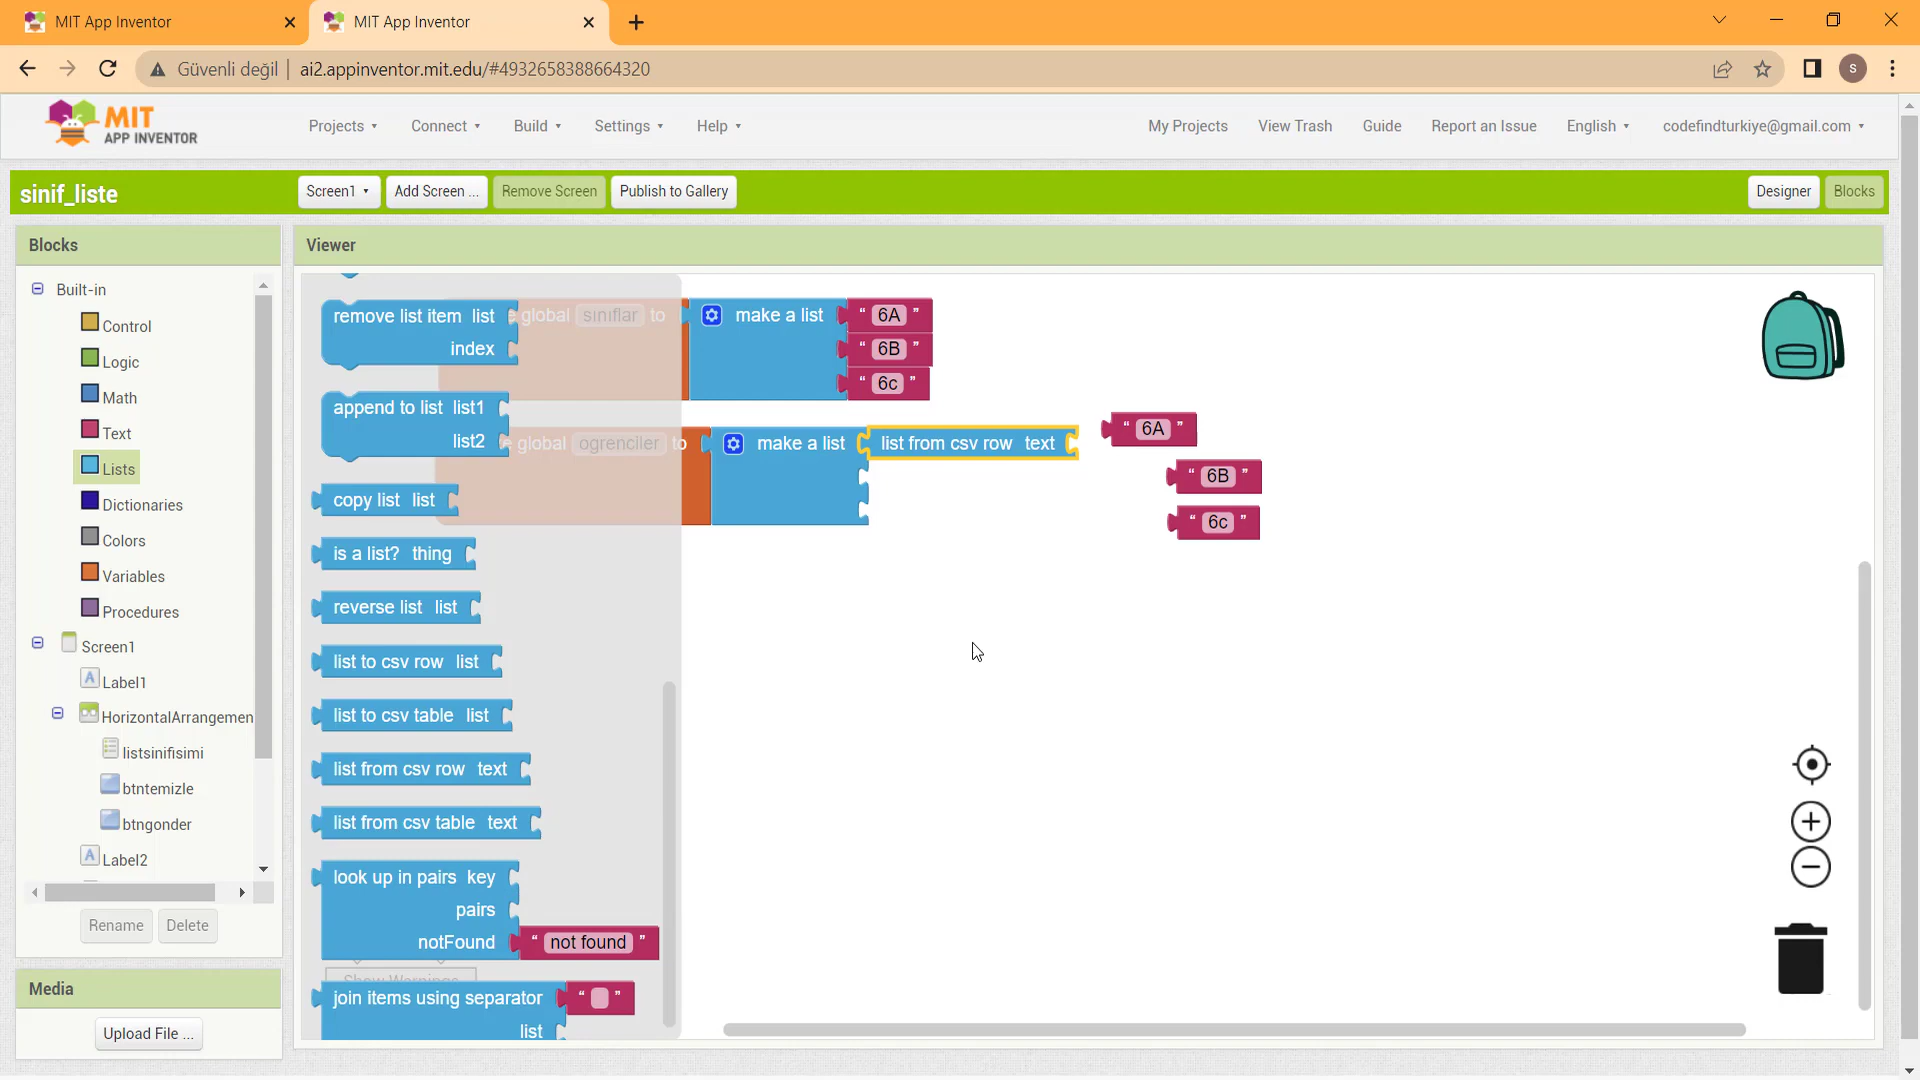 MIT App Inventor
MIT App Inventor
Güvenli değil
ai2.appinventor.mit.edu/#4932658388664320
S
MIT
APP INVENTOR
Projects
Connect
Build
Settings
Help
My Projects
View Trash
Guide
Report an Issue
English
codefindturkiye@gmail.com
sinif_liste
Screen1
Add Screen ...
Remove Screen
Publish to Gallery
Designer
Blocks
Blocks
Viewer
Built-in
Control
Logic
Math
Text
Lists
Dictionaries
Colors
Variables
Procedures
Screen1
Label1
HorizontalArrangemen
listsinifisimi
btntemizle
btngonder
Label2
Rename
Delete
Media
Upload File ...
remove list item list
index
append to list list1
list2
copy list list
is a list? thing
reverse list list
list to csv row list
list to csv table list
list from csv row text
list from csv table text
look up in pairs key
pairs
notFound
“ not found ”
Show Warnings
join items using separator
“ ”
list
e global siniflar to
make a list
“ 6A ”
“ 6B ”
“ 6c ”
e global ogrenciler to
make a list
list from csv row text
“ 6A ”
“ 6B ”
“ 6c ”